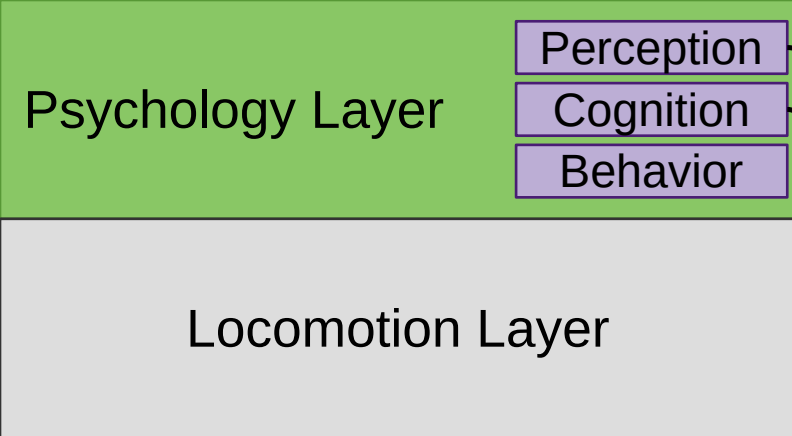 Psychology Layer
Perception
Cognition
Behavior
Locomotion Layer